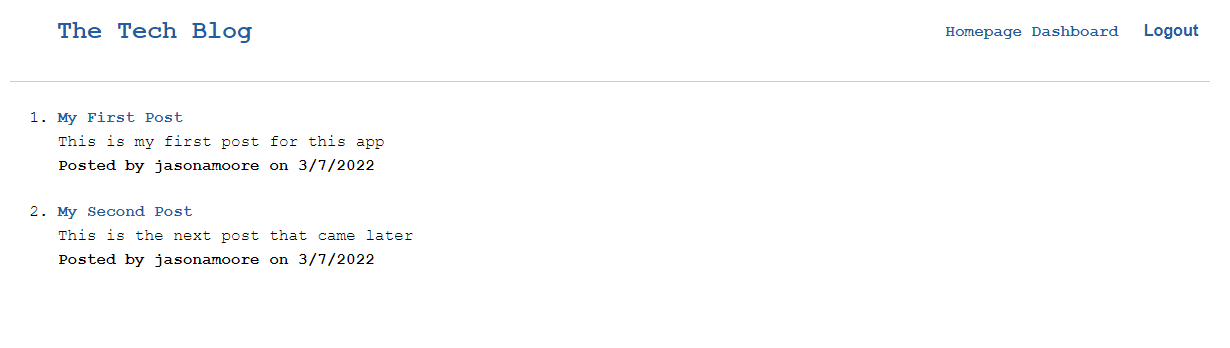 The Tech Blog
Homepage Dashboard Logout
1. My First Post
This is my first post for this app
Posted by jasonamoore on 3/7/2022
2. My Second Post
This is the next post that came later
Posted by jasonamoore on 3/7/2022